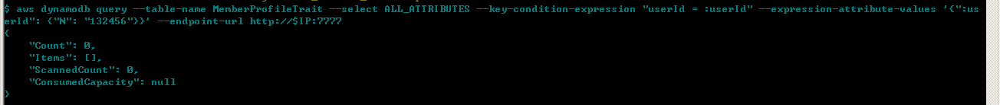 $ aws dynamodb query --table-name MemberProfileTrait --select ALL_ATTRIBUTES --key-condition-expression "userId = :userId" --expression-attribute-values '{":us
erId": {"N": "132456"}}' --endpoint-url http://$IP:7777
{
    "Count": 0,
    "Items": [],
    "ScannedCount": 0,
    "ConsumedCapacity": null
}